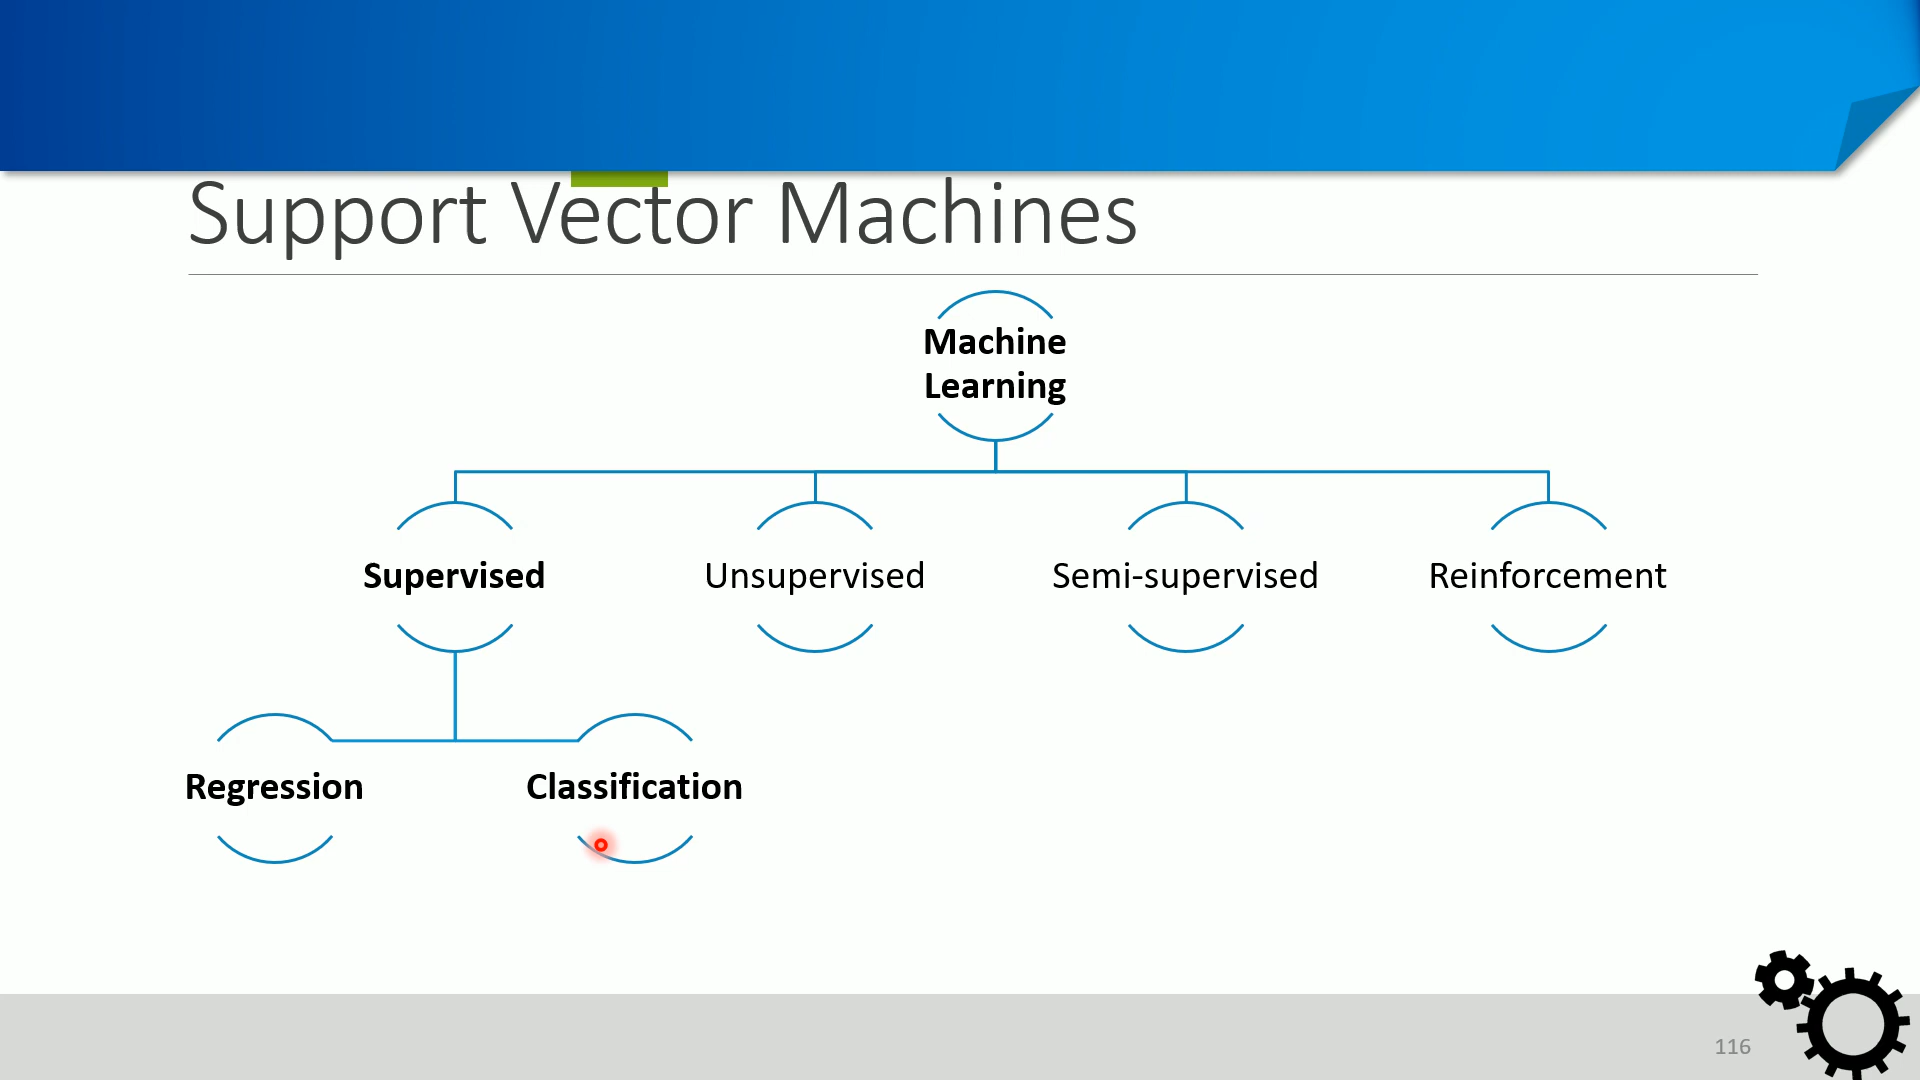 Support Vector Machines
Machine
Learning
Supervised
Unsupervised
Semi-supervised
Reinforcement
Regression
Classification
116